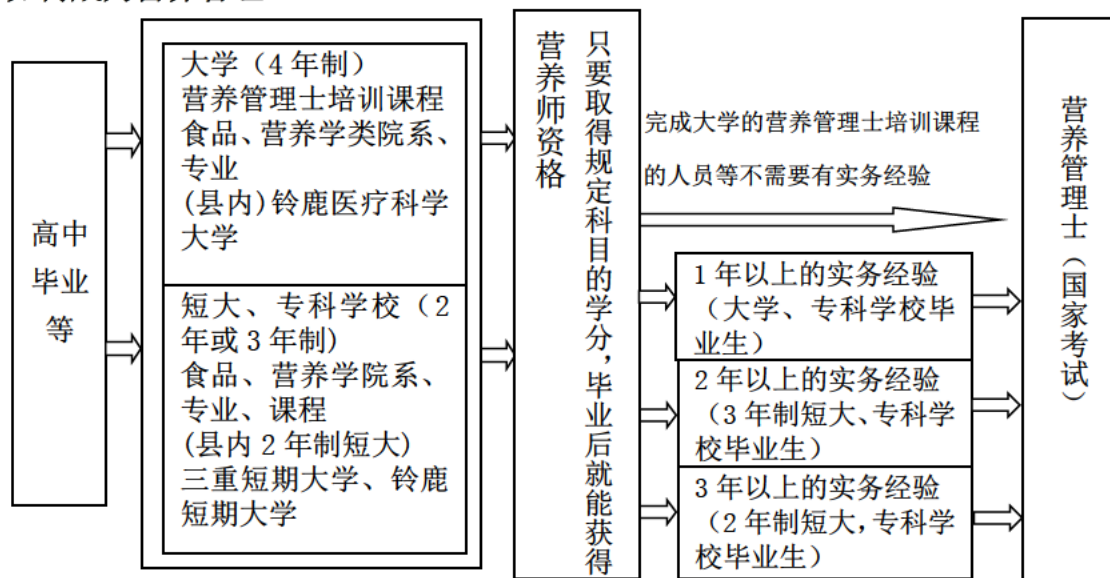 高中
毕业
等
大学（4 年制）
营养管理士培训课程
食品、营养学类院系、
专业
(县内)铃鹿医疗科学
大学
短大、专科学校（2
年或 3 年制)
食品、营养学院系、
专业、课程
(县内 2 年制短大)
三重短期大学、铃鹿
短期大学
只要取得规定科目的学分，毕业后就能获得
营养师资格
完成大学的营养管理士培训课程
的人员等不需要有实务经验
1 年以上的实务经验
（大学、专科学校毕
业生）
2 年以上的实务经验
（3 年制短大、专科学
校毕业生）
3 年以上的实务经验
（2 年制短大，专科学
校毕业生）
营养管理士（国家考试）